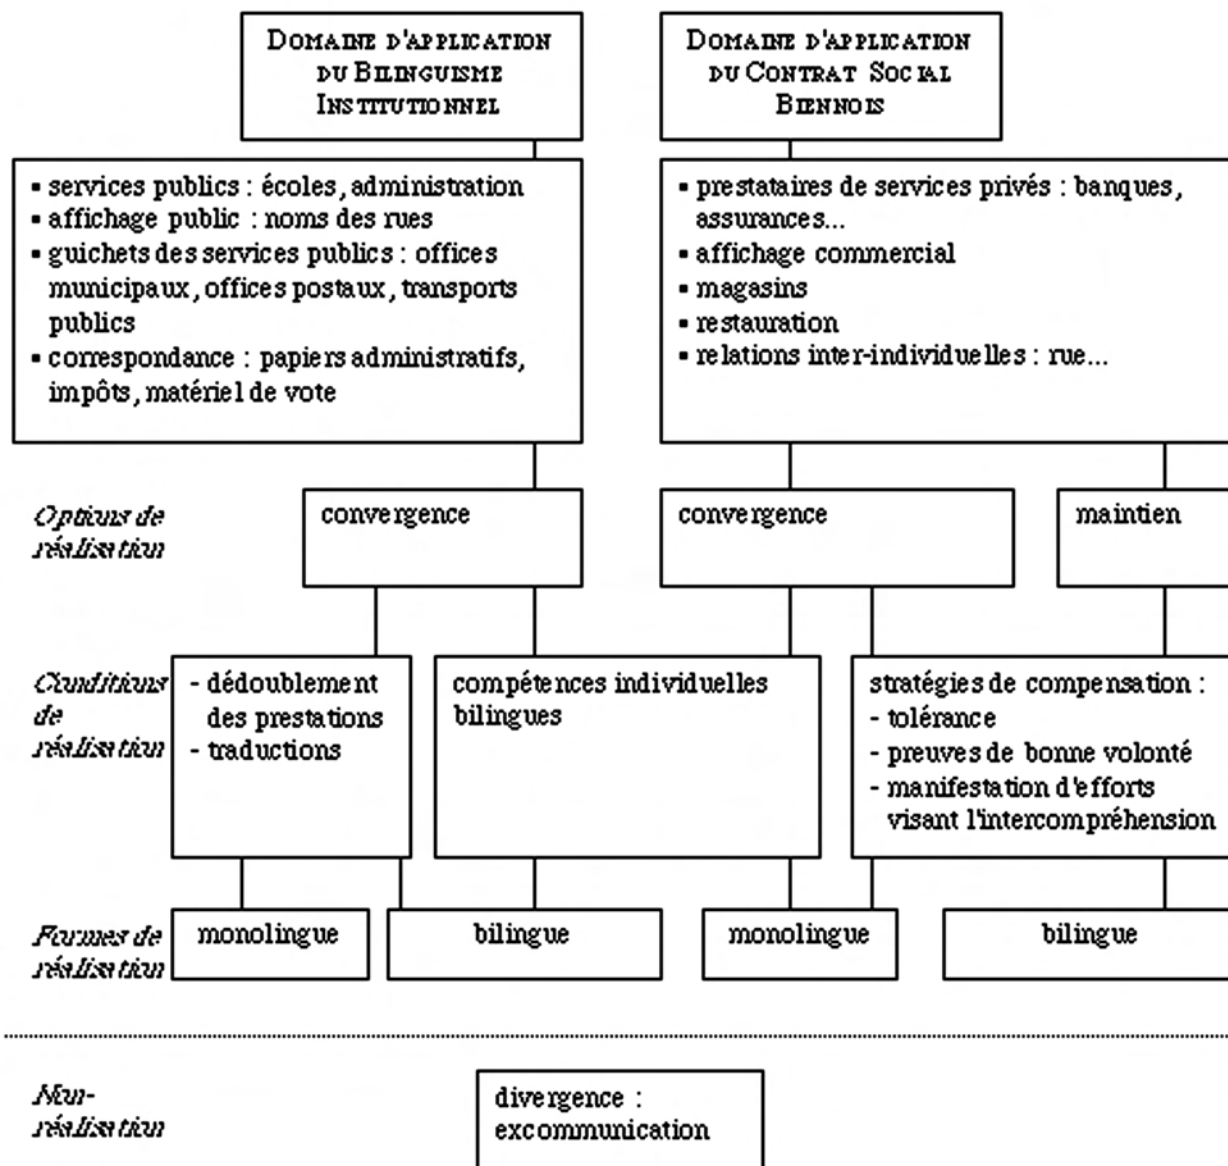 DOMAINE D'APPLICATION
DU BILINGUISME
INSTITUTIONNEL
DOMAINE D'APPLICATION
DU CONTRAT SOCIAL
BIENNOIS
▪ services publics : écoles, administration
▪ affichage public : noms des rues
▪ guichets des services publics : offices
municipaux, offices postaux, transports
publics
▪ correspondance : papiers administratifs,
impôts, matériel de vote
▪ prestataires de services privés : banques,
assurances...
▪ affichage commercial
▪ magasins
▪ restauration
▪ relations inter-individuelles : rue...
Options de
réalisation
convergence
convergence
maintien
Conditions
de
réalisation
- dédoublement
des prestations
- traductions
compétences individuelles
bilingues
stratégies de compensation :
- tolérance
- preuves de bonne volonté
- manifestation d'efforts
visant l'intercompréhension
Formes de
réalisation
monolingue
bilingue
monolingue
bilingue
Non-
réalisation
divergence :
excommunication